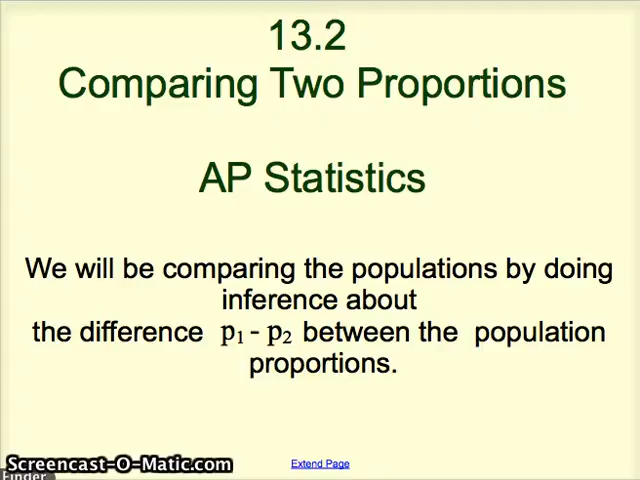 13.2
Comparing Two Proportions
AP Statistics
We will be comparing the populations by doing
inference about
the difference p₁ - p₂ between the population
proportions.
Extend Page
Screencast-O-Matic.com
Finder